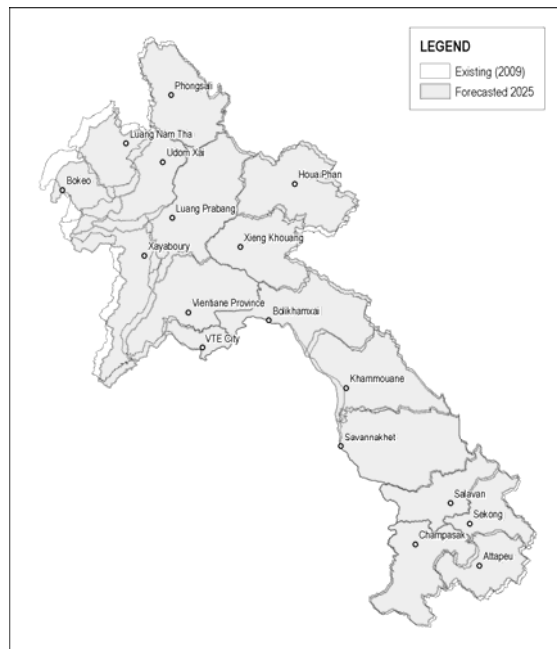 LEGEND
Existing (2009)
Forecasted 2025
Phongsali
Luang Nam Tha
Udom Xai
Houa Phan
Bokeo
Luang Prabang
Xieng Khouang
Xayaboury
Vientiane Province
Bolikhamxai
VTE City
Khammouane
Savannakhet
Salavan
Sekong
Champasak
Attapeu